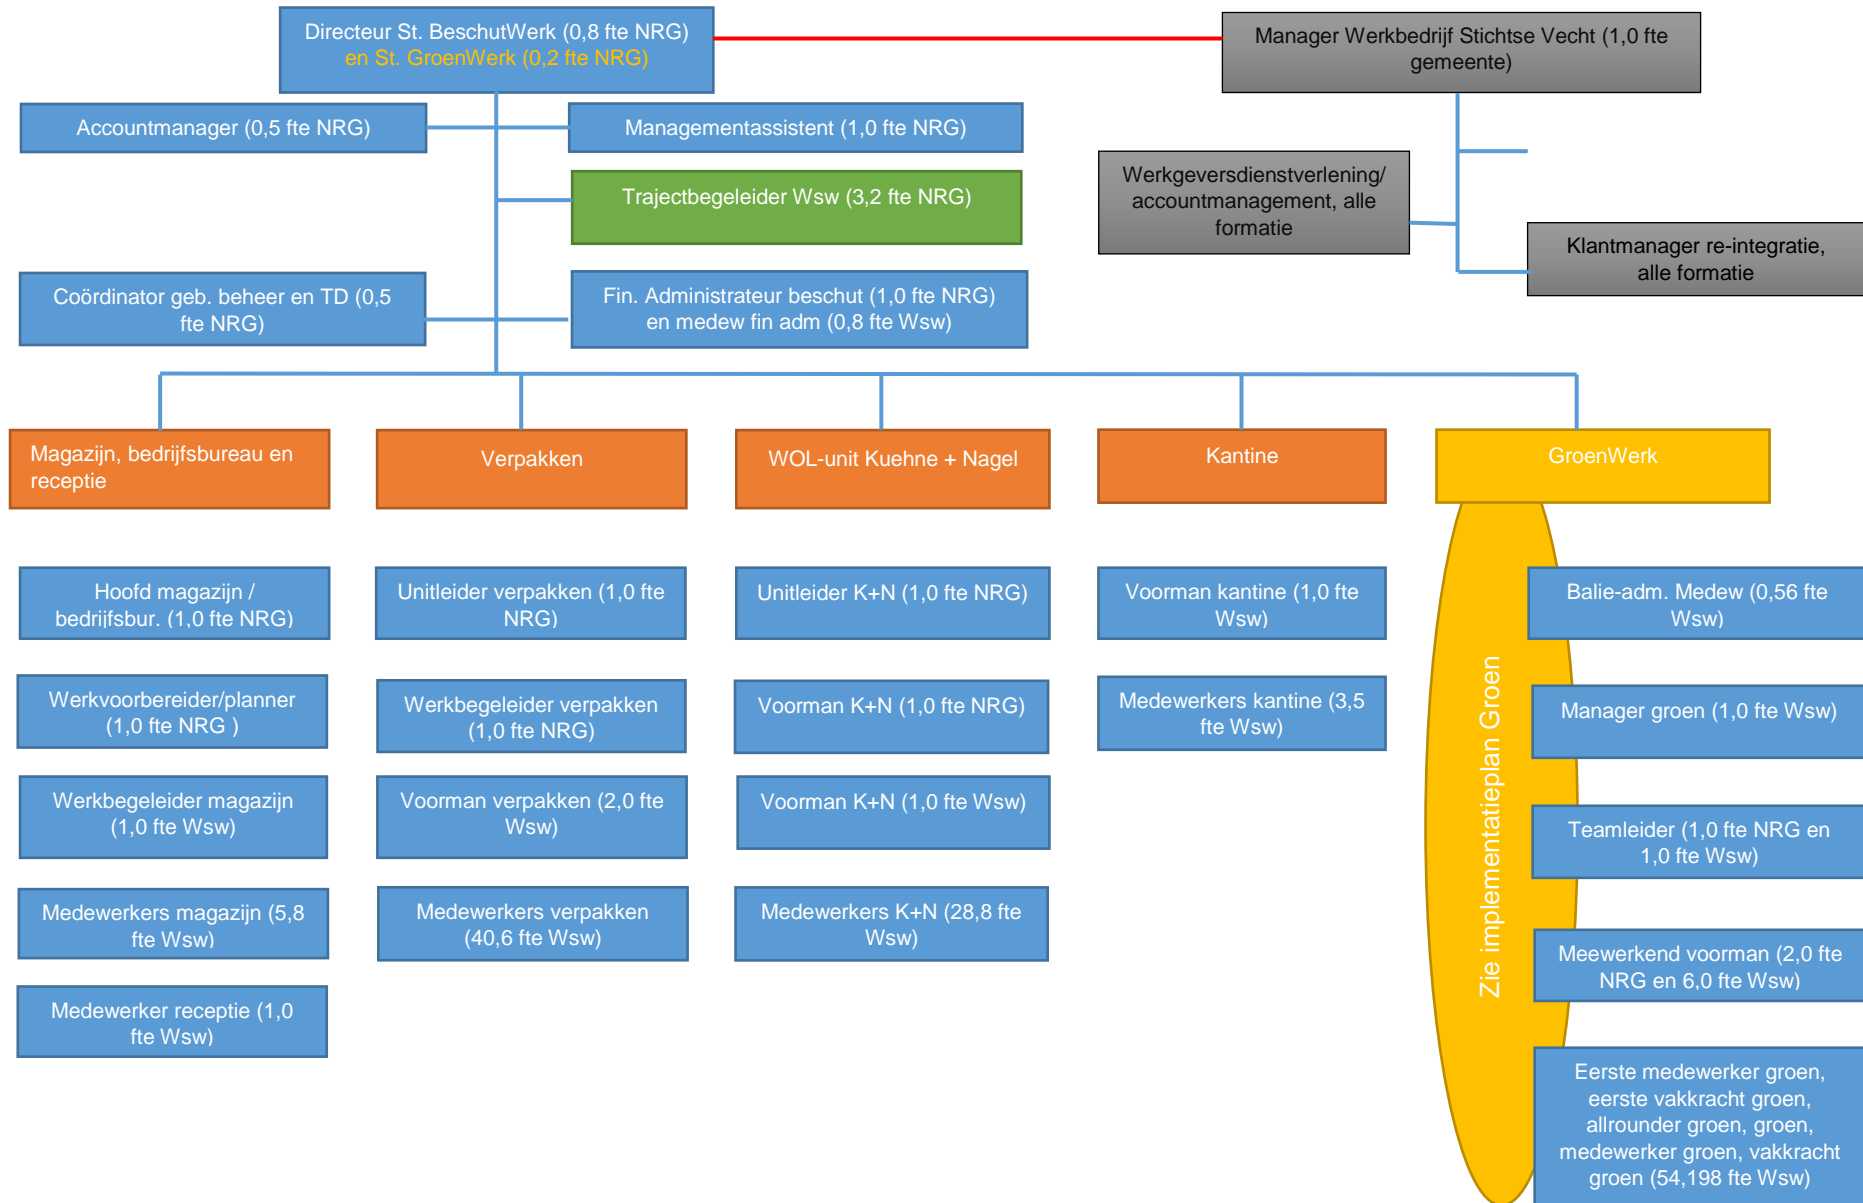 Directeur St. BeschutWerk (0,8 fte NRG)
en St. GroenWerk (0,2 fte NRG)
Manager Werkbedrijf Stichtse Vecht (1,0 fte
gemeente)
Accountmanager (0,5 fte NRG)
Managementassistent (1,0 fte NRG)
Werkgeversdienstverlening/
accountmanagement, alle
formatie
Trajectbegeleider Wsw (3,2 fte NRG)
Klantmanager re-integratie,
alle formatie
Coördinator geb. beheer en TD (0,5
fte NRG)
Fin. Administrateur beschut (1,0 fte NRG)
en medew fin adm (0,8 fte Wsw)
Magazijn, bedrijfsbureau en
receptie
Verpakken
WOL-unit Kuehne + Nagel
Kantine
GroenWerk
Hoofd magazijn /
bedrijfsbur. (1,0 fte NRG)
Werkvoorbereider/planner
(1,0 fte NRG )
Werkbegeleider magazijn
(1,0 fte Wsw)
Medewerkers magazijn (5,8
fte Wsw)
Medewerker receptie (1,0
fte Wsw)
Unitleider verpakken (1,0 fte
NRG)
Werkbegeleider verpakken
(1,0 fte NRG)
Voorman verpakken (2,0 fte
Wsw)
Medewerkers verpakken
(40,6 fte Wsw)
Unitleider K+N (1,0 fte NRG)
Voorman K+N (1,0 fte NRG)
Voorman K+N (1,0 fte Wsw)
Medewerkers K+N (28,8 fte
Wsw)
Voorman kantine (1,0 fte
Wsw)
Medewerkers kantine (3,5
fte Wsw)
Zie implementatieplan Groen
Balie-adm. Medew (0,56 fte
Wsw)
Manager groen (1,0 fte Wsw)
Teamleider (1,0 fte NRG en
1,0 fte Wsw)
Meewerkend voorman (2,0 fte
NRG en 6,0 fte Wsw)
Eerste medewerker groen,
eerste vakkracht groen,
allrounder groen, groen,
medewerker groen, vakkracht
groen (54,198 fte Wsw)